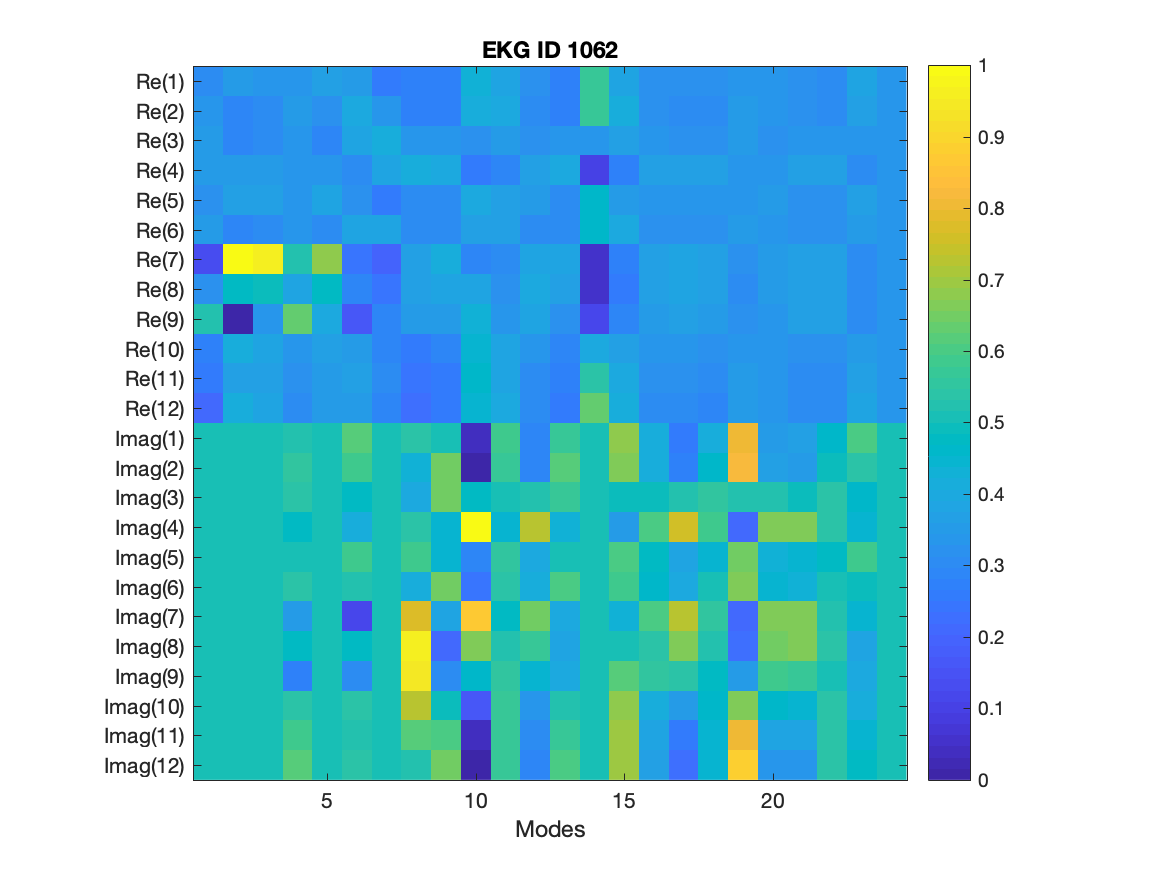 EKG ID 1062
Re(1)
Re(2)
Re(3)
Re(4)
Re(5)
Re(6)
Re(7)
Re(8)
Re(9)
Re(10)
Re(11)
Re(12)
Imag(1)
Imag(2)
Imag(3)
Imag(4)
Imag(5)
Imag(6)
Imag(7)
Imag(8)
Imag(9)
Imag(10)
Imag(11)
Imag(12)
5 10 15 20
Modes
1
0.9
0.8
0.7
0.6
0.5
0.4
0.3
0.2
0.1
0